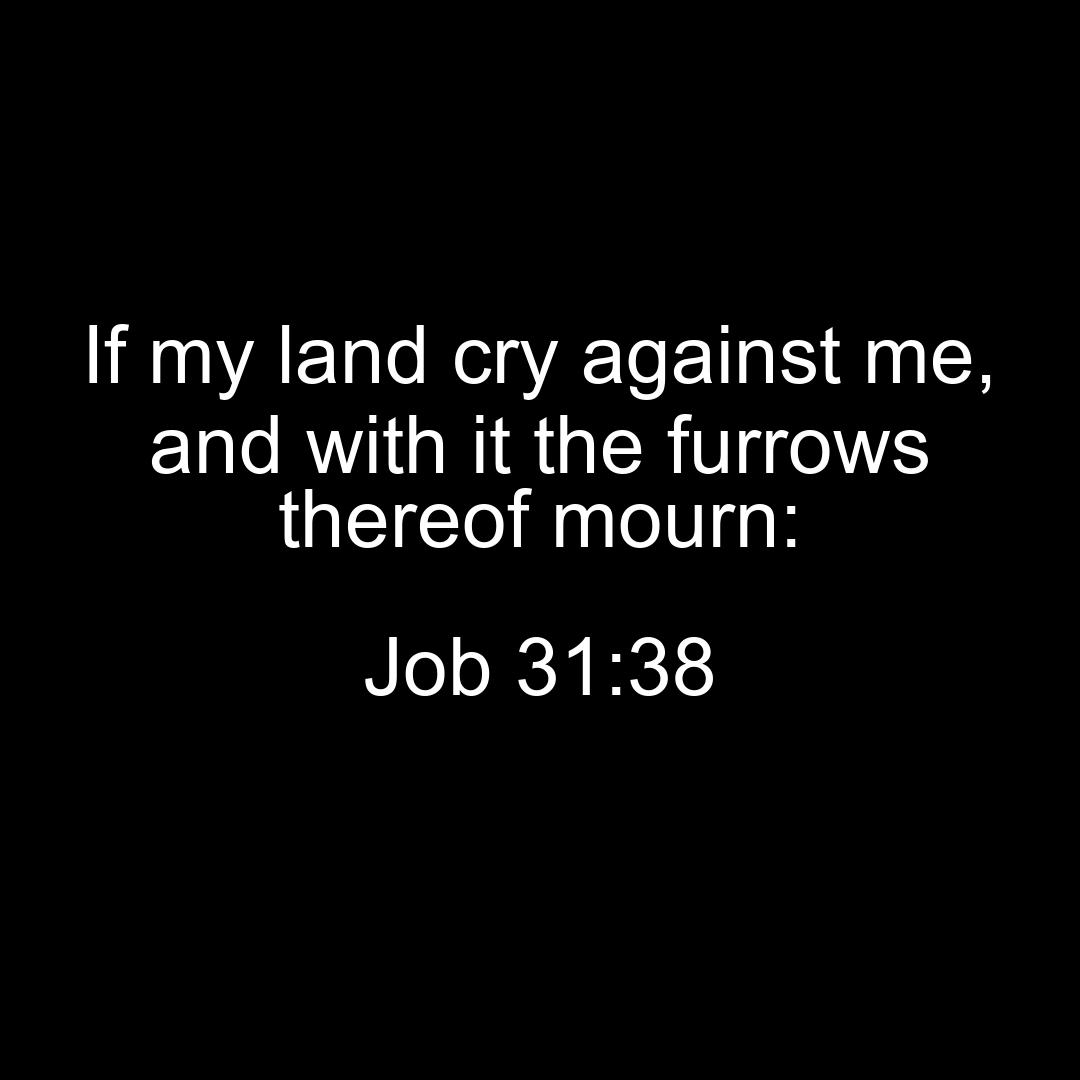 If my land cry against me,
and with it the furrows
thereof mourn:
Job 31:38